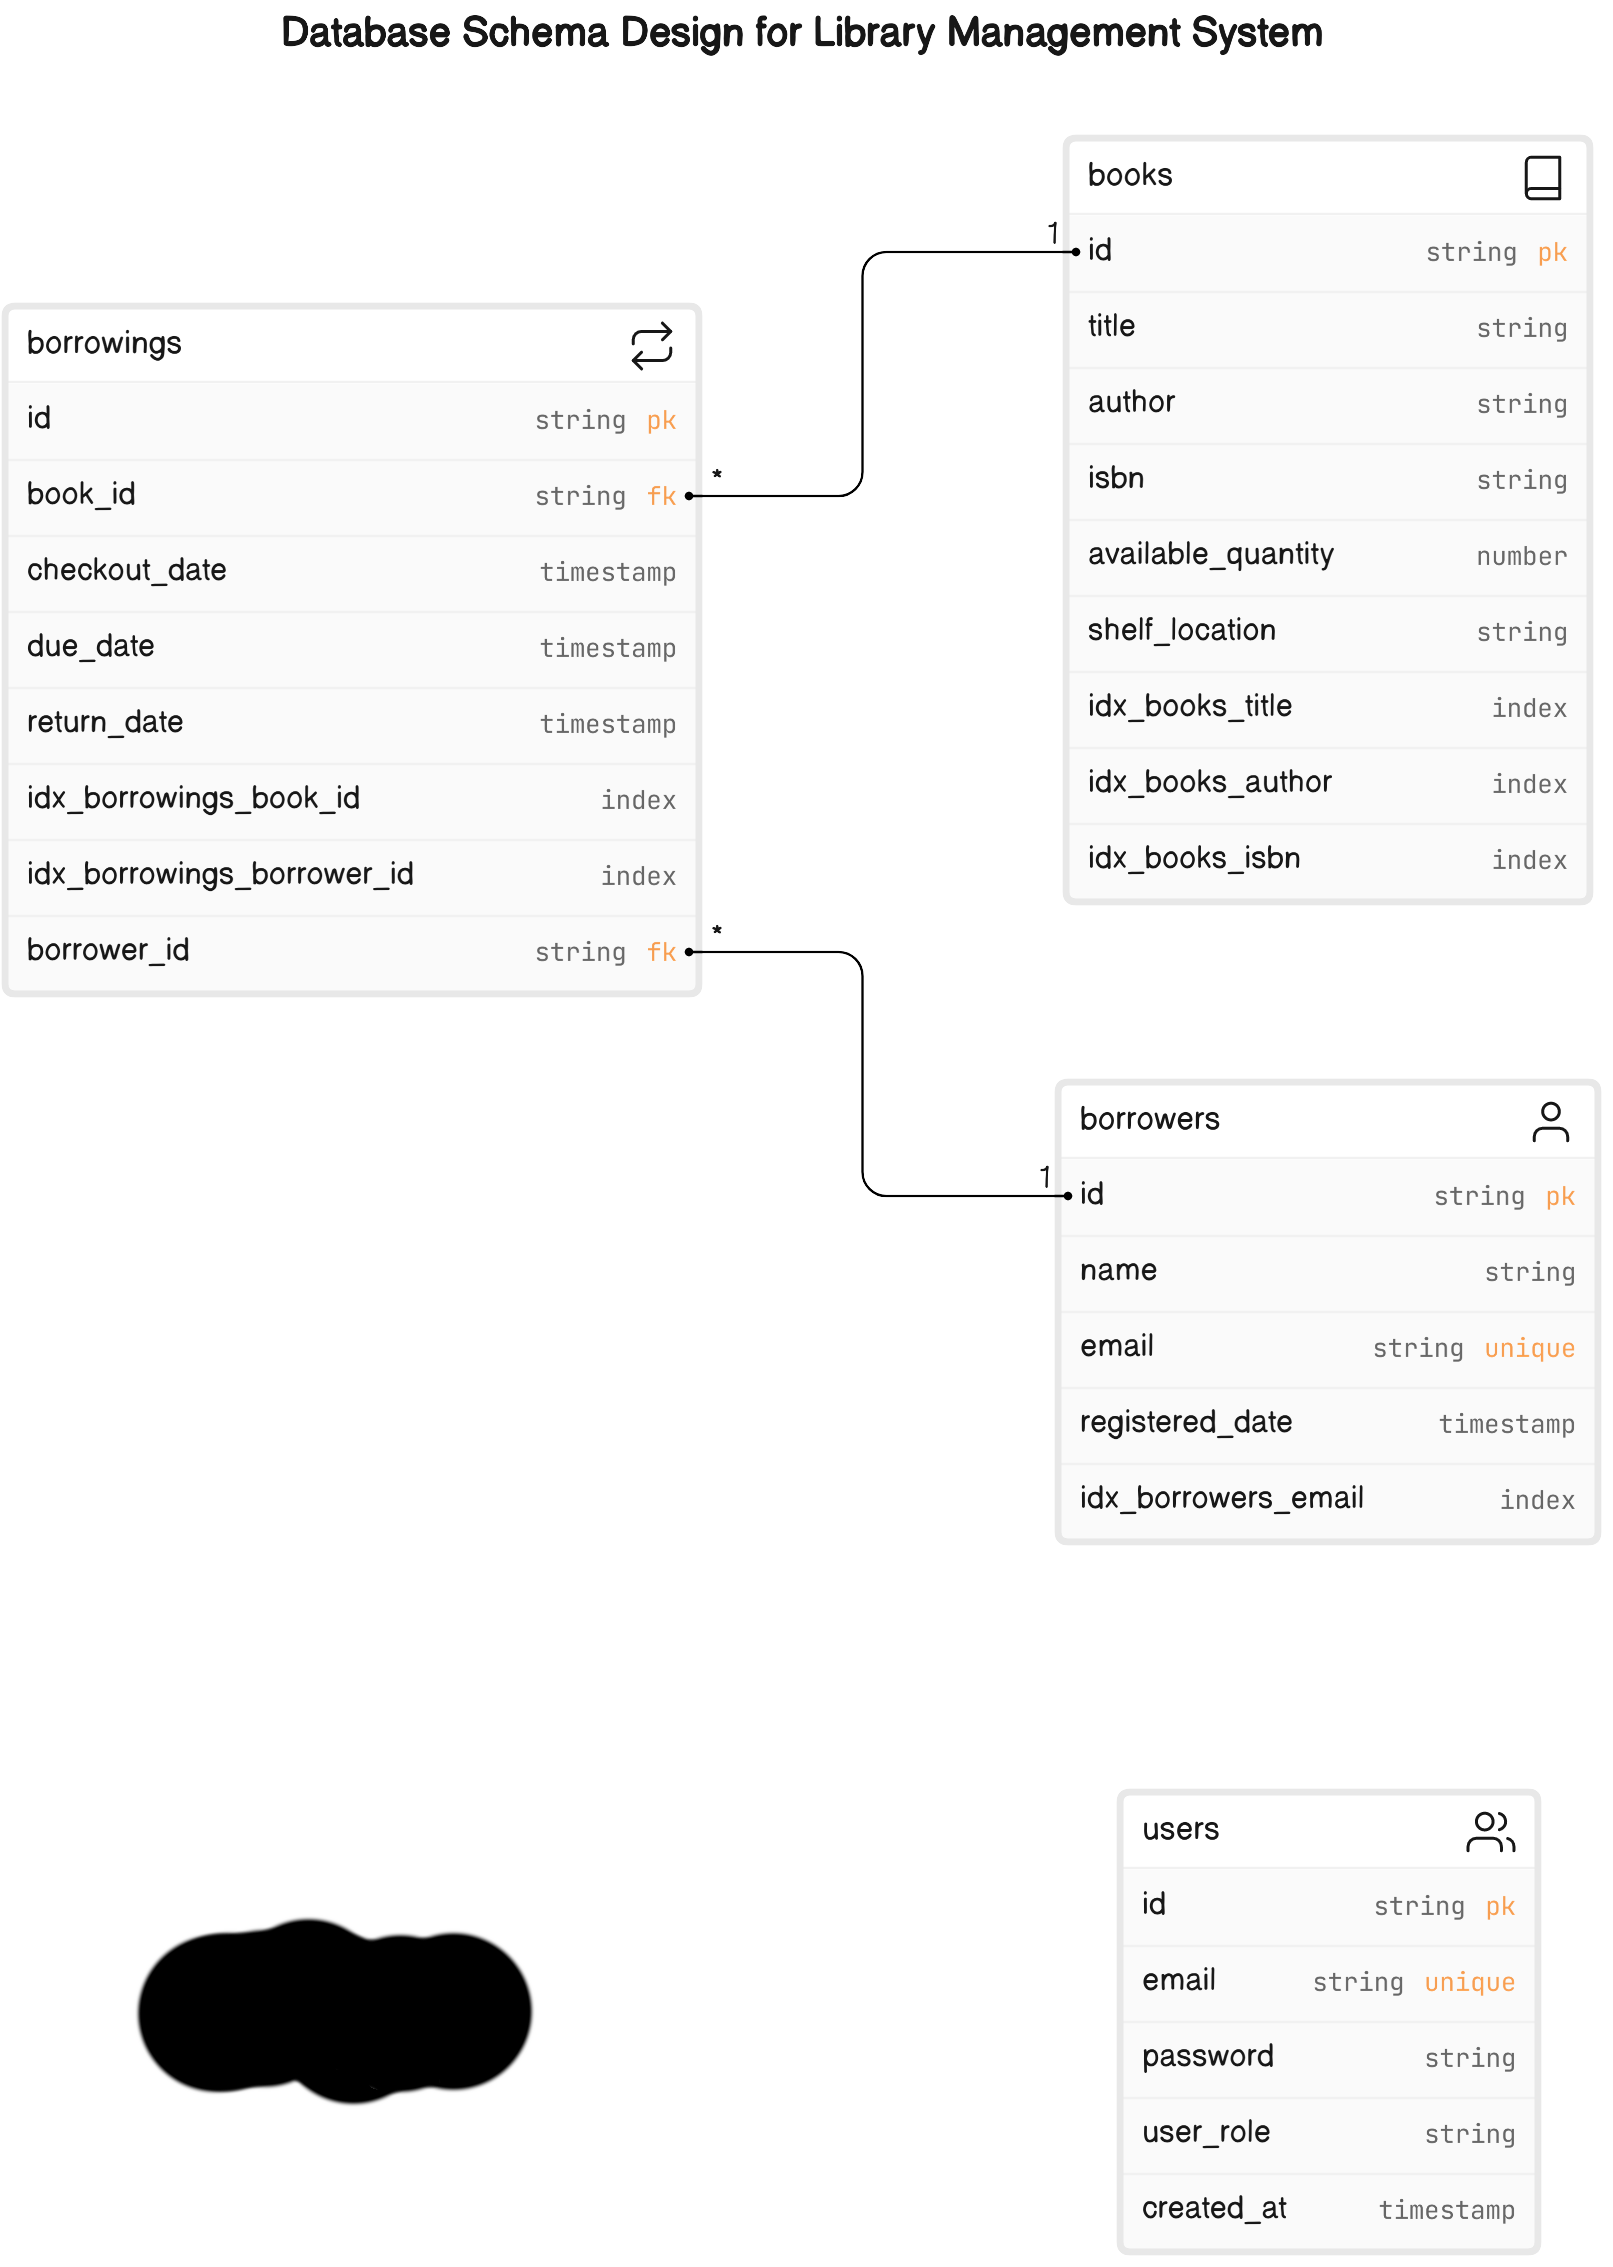 Database Schema Design for Library Management System
books
1
id string pk
title string
author string
isbn string
available_quantity number
shelf_location string
idx_books_title index
idx_books_author index
idx_books_isbn index
borrowings
id string pk
*
book_id string fk
checkout_date timestamp
due_date timestamp
return_date timestamp
idx_borrowings_book_id index
idx_borrowings_borrower_id index
*
borrower_id string fk
borrowers
1
id string pk
name string
email string unique
registered_date timestamp
idx_borrowers_email index
users
id string pk
email string unique
password string
user_role string
created_at timestamp